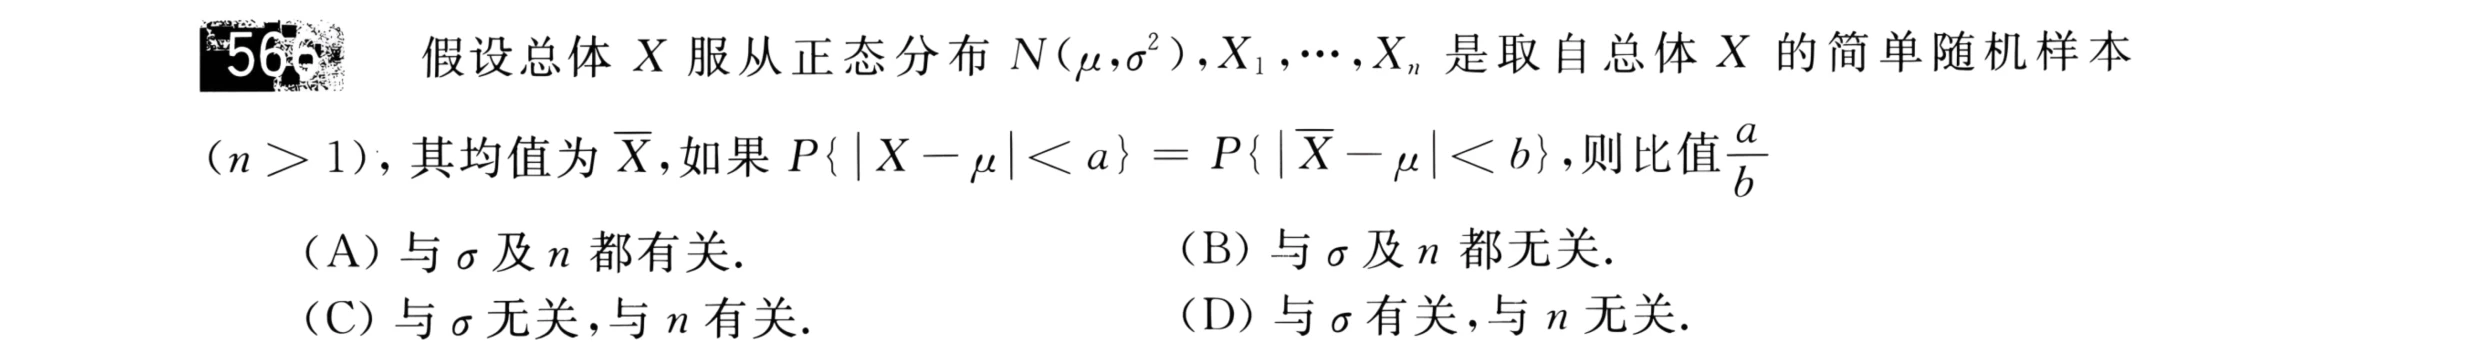 566 假设总体 X 服从正态分布 N(μ,σ²),X₁,…,Xₙ 是取自总体 X 的简单随机样本
(n > 1), 其均值为 X̄,如果 P{|X − μ| < a} = P{|X̄ − μ| < b},则比值 a/b
(A) 与 σ 及 n 都有关. (B) 与 σ 及 n 都无关.
(C) 与 σ 无关,与 n 有关. (D) 与 σ 有关,与 n 无关.